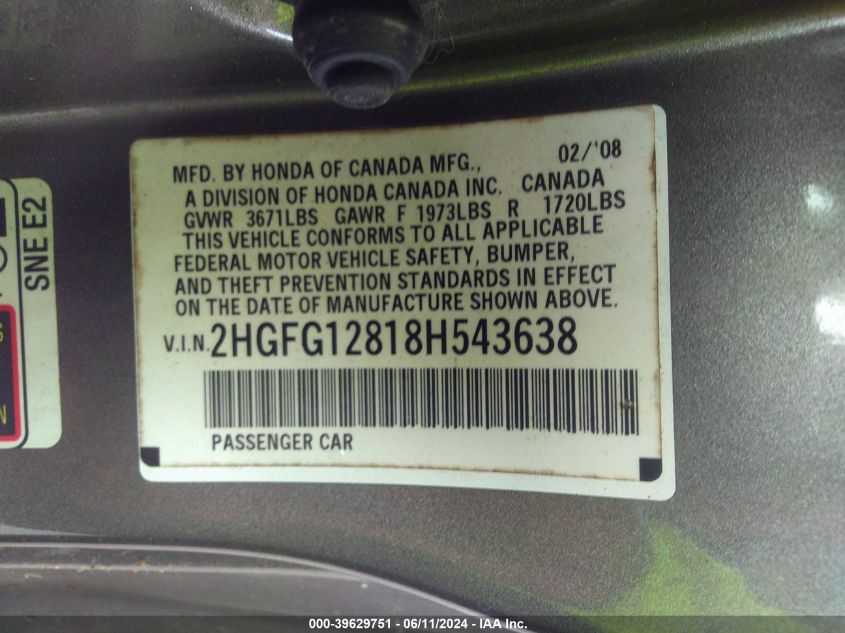 02/'08
MFD. BY HONDA OF CANADA MFG.,
A DIVISION OF HONDA CANADA INC. CANADA
GVWR 3671LBS GAWR F 1973LBS R 1720LBS
THIS VEHICLE CONFORMS TO ALL APPLICABLE
FEDERAL MOTOR VEHICLE SAFETY, BUMPER,
AND THEFT PREVENTION STANDARDS IN EFFECT
ON THE DATE OF MANUFACTURE SHOWN ABOVE.
V.I.N. 2HGFG12818H543638
PASSENGER CAR
SNE E2
S
N
000-39629751 - 06/11/2024 - IAA Inc.